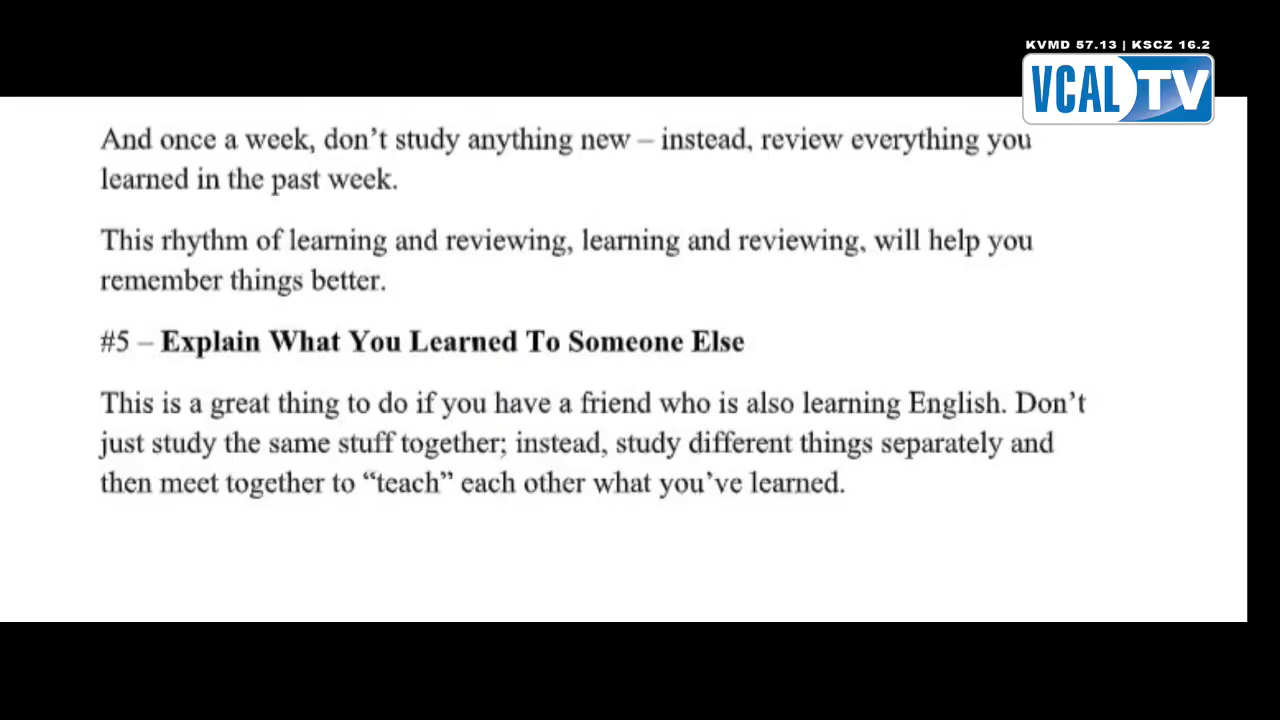 KVMD 57.13 | KSCZ 16.2
VCAL TV
And once a week, don’t study anything new – instead, review everything you
learned in the past week.
This rhythm of learning and reviewing, learning and reviewing, will help you
remember things better.
#5 – Explain What You Learned To Someone Else
This is a great thing to do if you have a friend who is also learning English. Don’t
just study the same stuff together; instead, study different things separately and
then meet together to “teach” each other what you’ve learned.